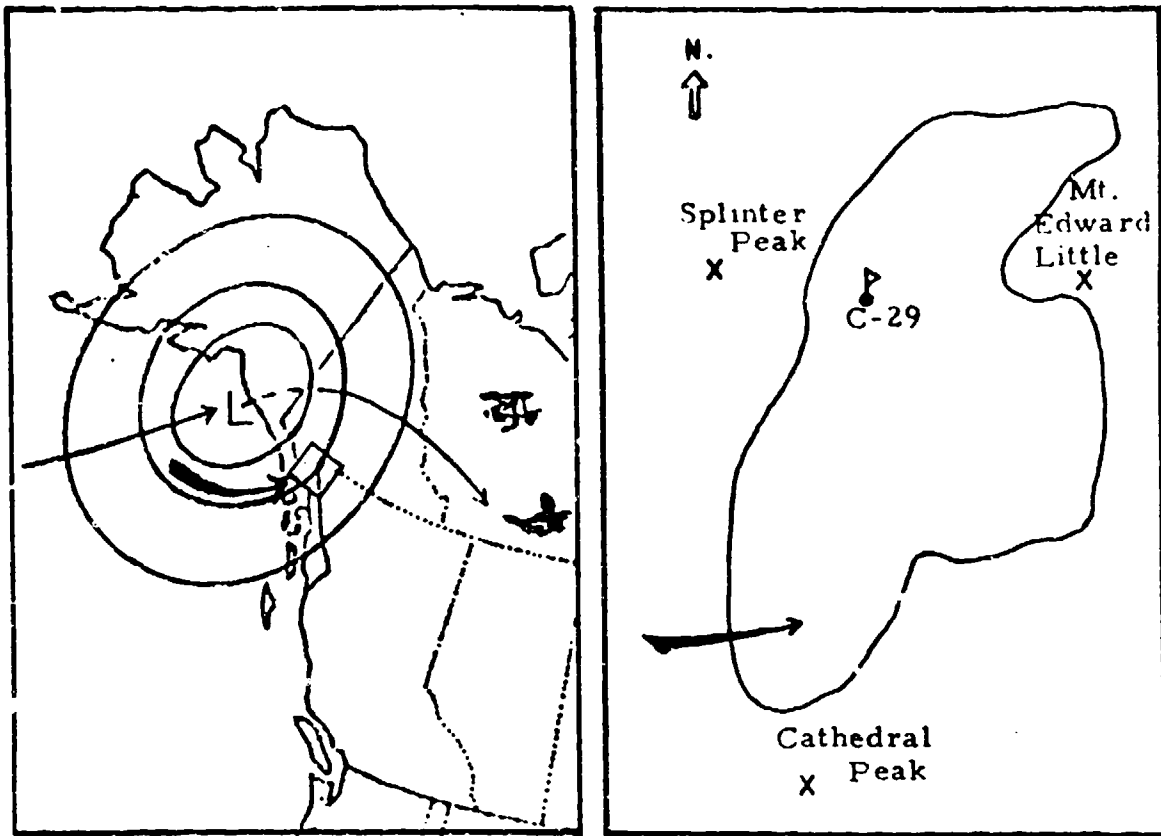 L
N.
Splinter
Peak
X
Mt.
Edward
Little
X
C-29
Cathedral
Peak
X